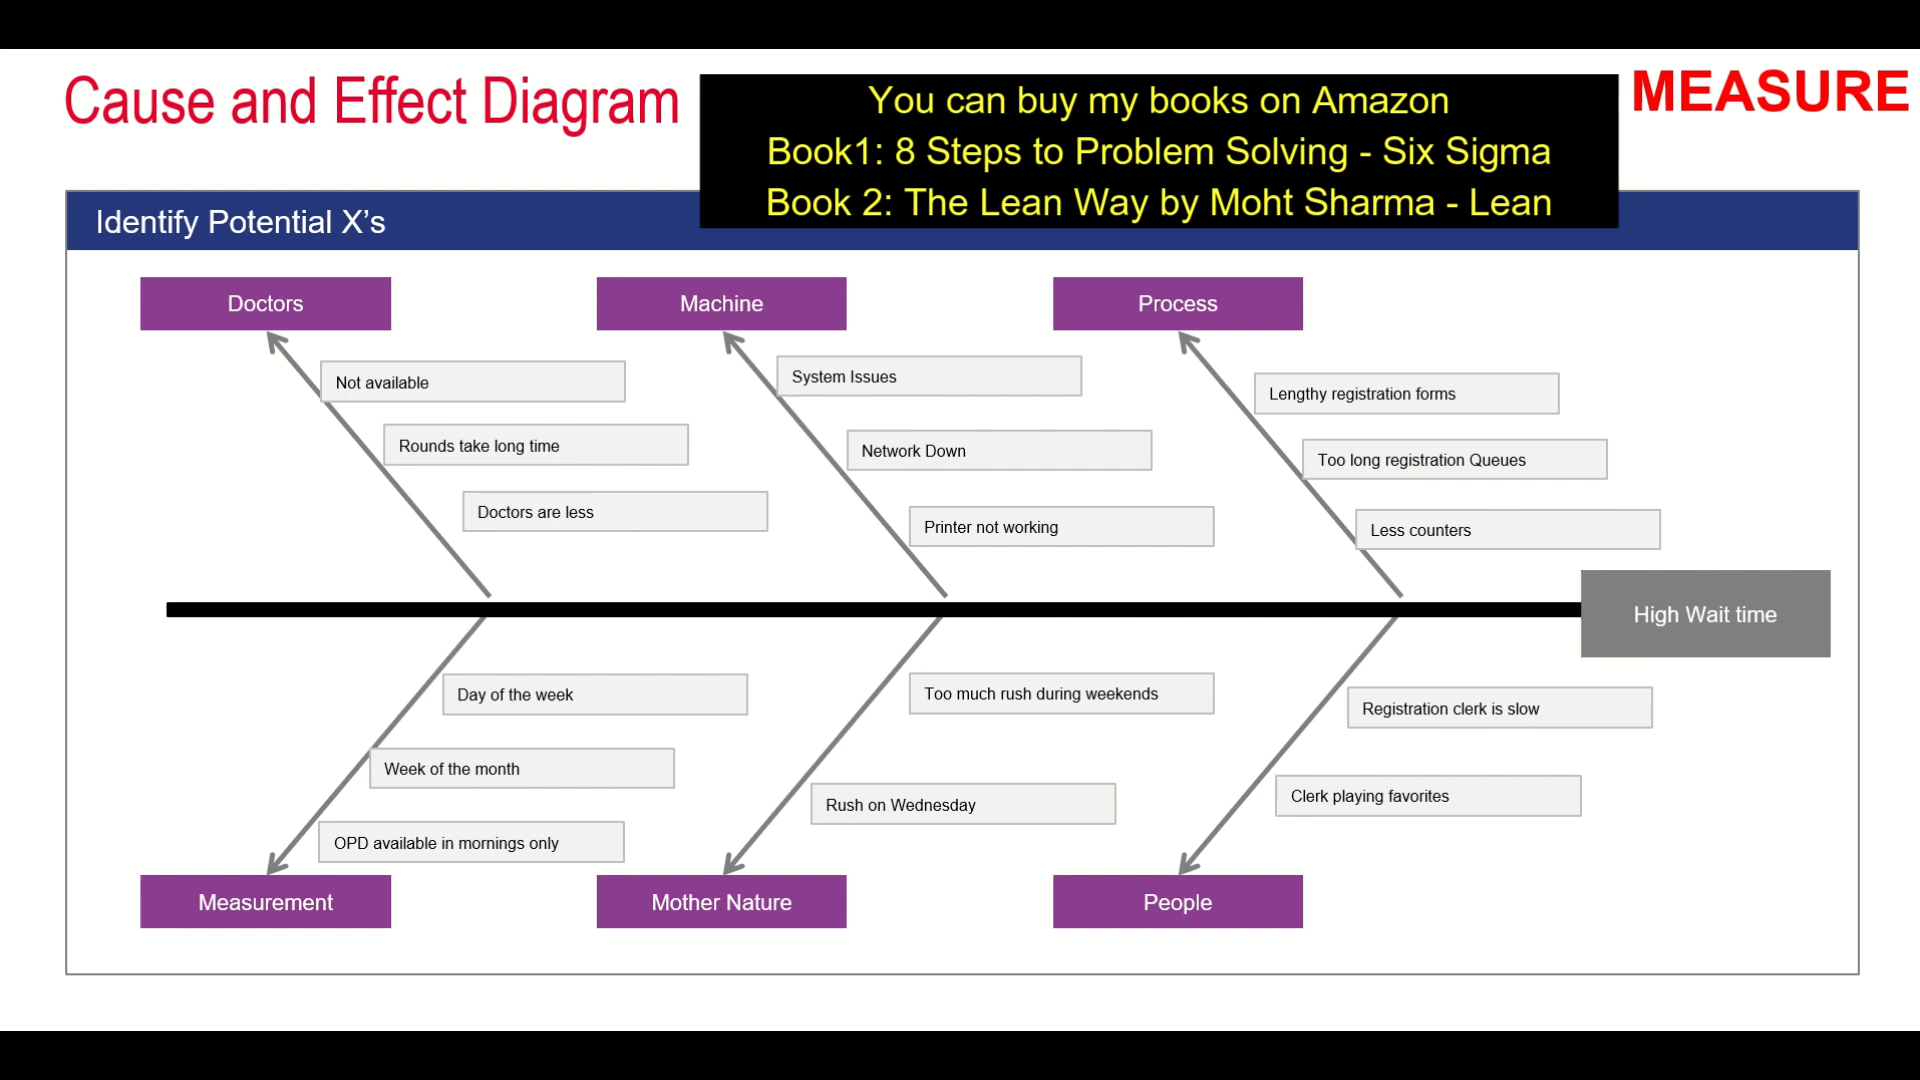 Cause and Effect Diagram
You can buy my books on Amazon
Book1: 8 Steps to Problem Solving - Six Sigma
Book 2: The Lean Way by Moht Sharma - Lean
MEASURE
Identify Potential X's
Doctors
Machine
Process
Not available
Rounds take long time
Doctors are less
System Issues
Network Down
Printer not working
Lengthy registration forms
Too long registration Queues
Less counters
High Wait time
Day of the week
Week of the month
OPD available in mornings only
Too much rush during weekends
Rush on Wednesday
Registration clerk is slow
Clerk playing favorites
Measurement
Mother Nature
People